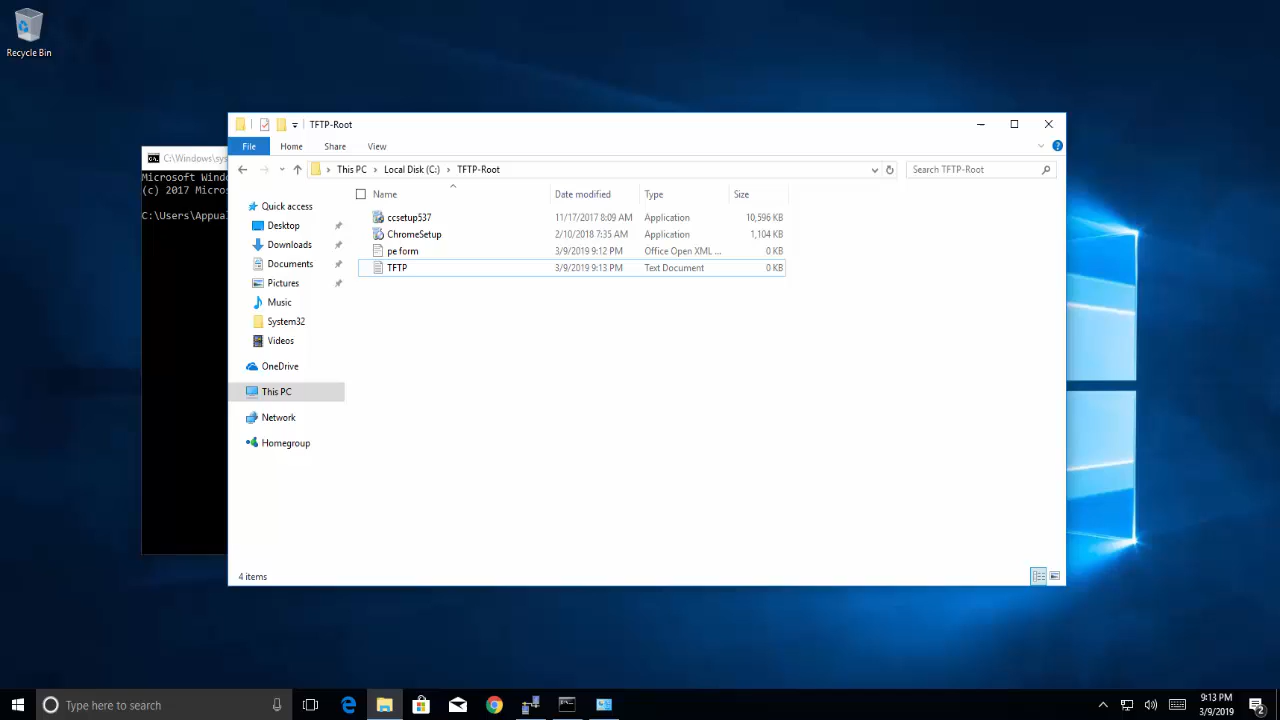 Recycle Bin
C:\Windows\sys
Microsoft Wind
(c) 2017 Micros
C:\Users\Appua
TFTP-Root
File Home Share View
This PC Local Disk (C:) TFTP-Root
Search TFTP-Root
Name Date modified Type Size
ccsetup537 11/17/2017 8:09 AM Application 10,596 KB
ChromeSetup 2/10/2018 7:35 AM Application 1,104 KB
pe form 3/9/2019 9:12 PM Office Open XML ... 0 KB
TFTP 3/9/2019 9:13 PM Text Document 0 KB
Quick access
Desktop
Downloads
Documents
Pictures
Music
System32
Videos
OneDrive
This PC
Network
Homegroup
4 items
Type here to search
9:13 PM
3/9/2019
2